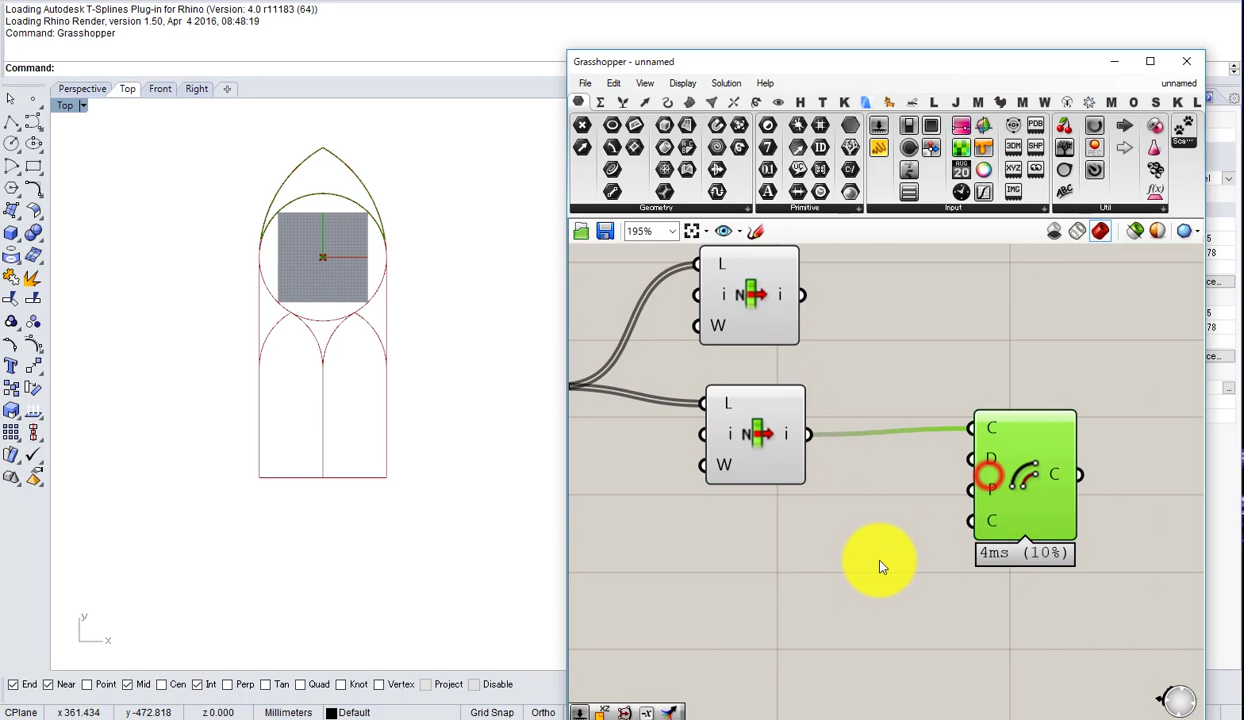 Loading Autodesk T-Splines Plug-in for Rhino (Version: 4.0 r11183 (64))
Loading Rhino Render, version 1.50, Apr 4 2016, 08:48:19
Command: Grasshopper
Command:
Perspective Top Front Right
Top
Grasshopper - unnamed
File Edit View Display Solution Help unnamed
H T K L J M M W M O S K L
Geometry Primitive Input Util
195%
L
i N i
W
L
i N i
W
C
D
P C
C
4ms (10%)
y
x
End Near Point Mid Cen Int Perp Tan Quad Knot Vertex Project Disable
CPlane x 361.434 y -472.818 z 0.000 Millimeters Default Grid Snap Ortho